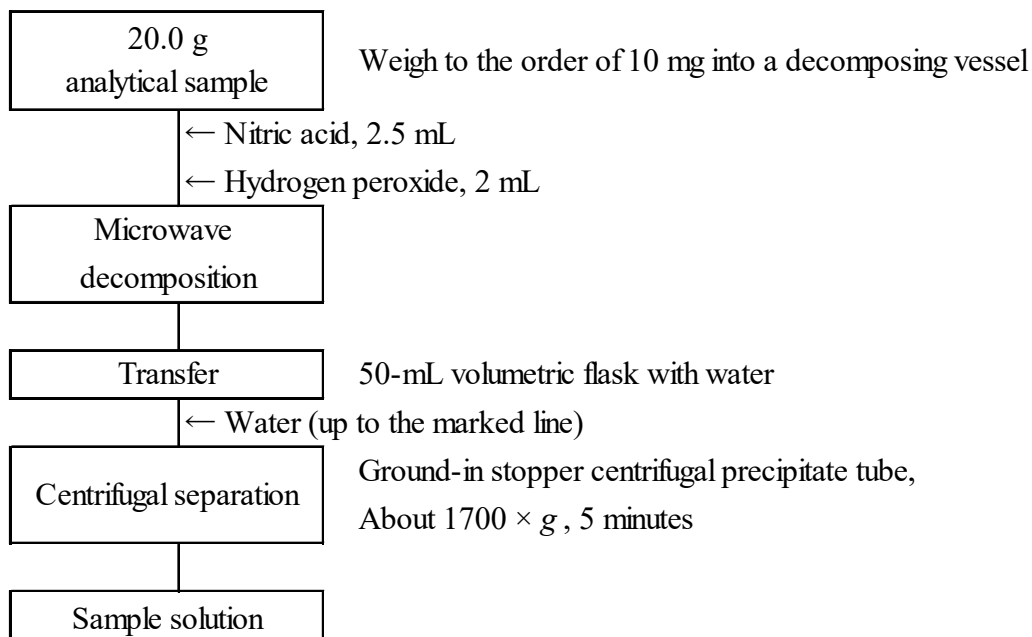 20.0 g
analytical sample
Weigh to the order of 10 mg into a decomposing vessel
← Nitric acid, 2.5 mL
← Hydrogen peroxide, 2 mL
Microwave
decomposition
Transfer
50-mL volumetric flask with water
← Water (up to the marked line)
Centrifugal separation
Ground-in stopper centrifugal precipitate tube,
About 1700 × g , 5 minutes
Sample solution